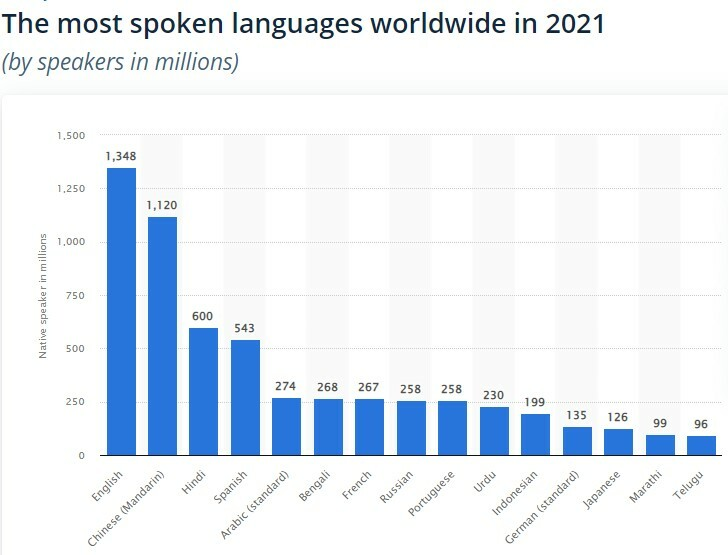 The most spoken languages worldwide in 2021
(by speakers in millions)
Native speaker in millions
1,500
1,250
1,000
750
500
250
0
1,348
1,120
600
543
274
268
267
258
258
230
199
135
126
99
96
English
Chinese (Mandarin)
Hindi
Spanish
Arabic (standard)
Bengali
French
Russian
Portuguese
Urdu
Indonesian
German (standard)
Japanese
Marathi
Telugu